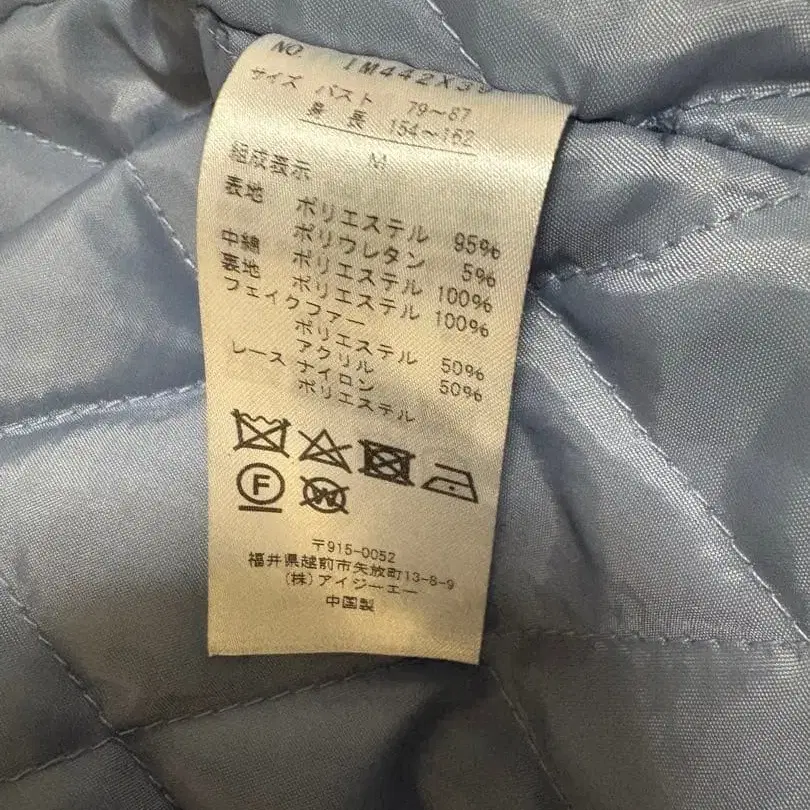 NO. IM442X3
サイズ バスト 79〜87
身長 154〜162
M
組成表示
表地 ポリエステル 95%
ポリウレタン 5%
中綿 ポリエステル 100%
裏地 ポリエステル 100%
フェイクファー
ポリエステル 50%
アクリル 50%
レース ナイロン
ポリエステル
F
W
〒915-0052
福井県越前市矢放町13-8-9
(株)アイジーエー
中国製